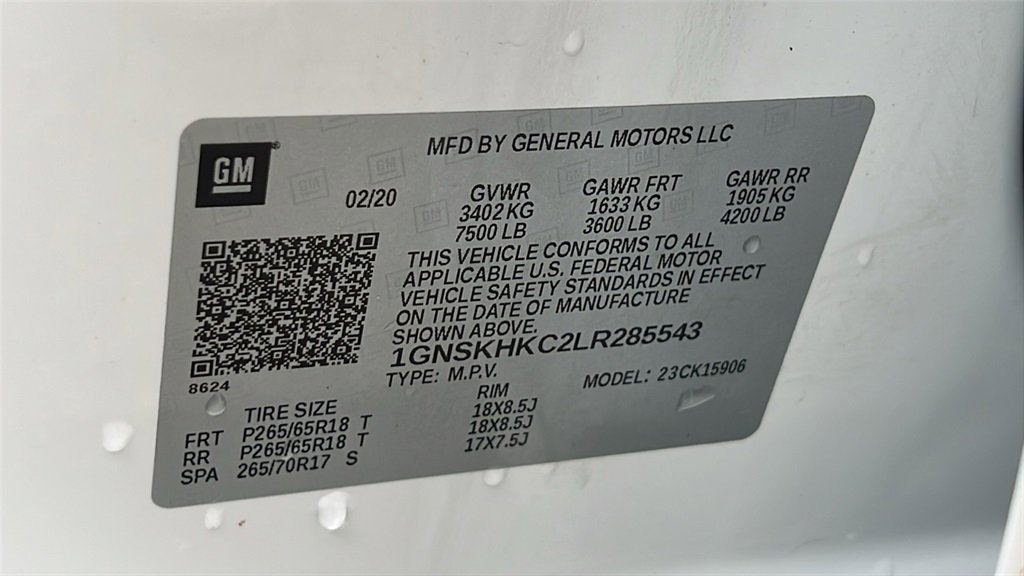 GM
MFD BY GENERAL MOTORS LLC
02/20
GVWR GAWR FRT GAWR RR
3402 KG 1633 KG 1905 KG
7500 LB 3600 LB 4200 LB
THIS VEHICLE CONFORMS TO ALL
APPLICABLE U.S. FEDERAL MOTOR
VEHICLE SAFETY STANDARDS IN EFFECT
ON THE DATE OF MANUFACTURE
SHOWN ABOVE.
1GNSKHKC2LR285543
8624
TYPE: M.P.V. MODEL: 23CK15906
TIRE SIZE RIM
FRT P265/65R18 T 18X8.5J
RR P265/65R18 T 18X8.5J
SPA 265/70R17 S 17X7.5J